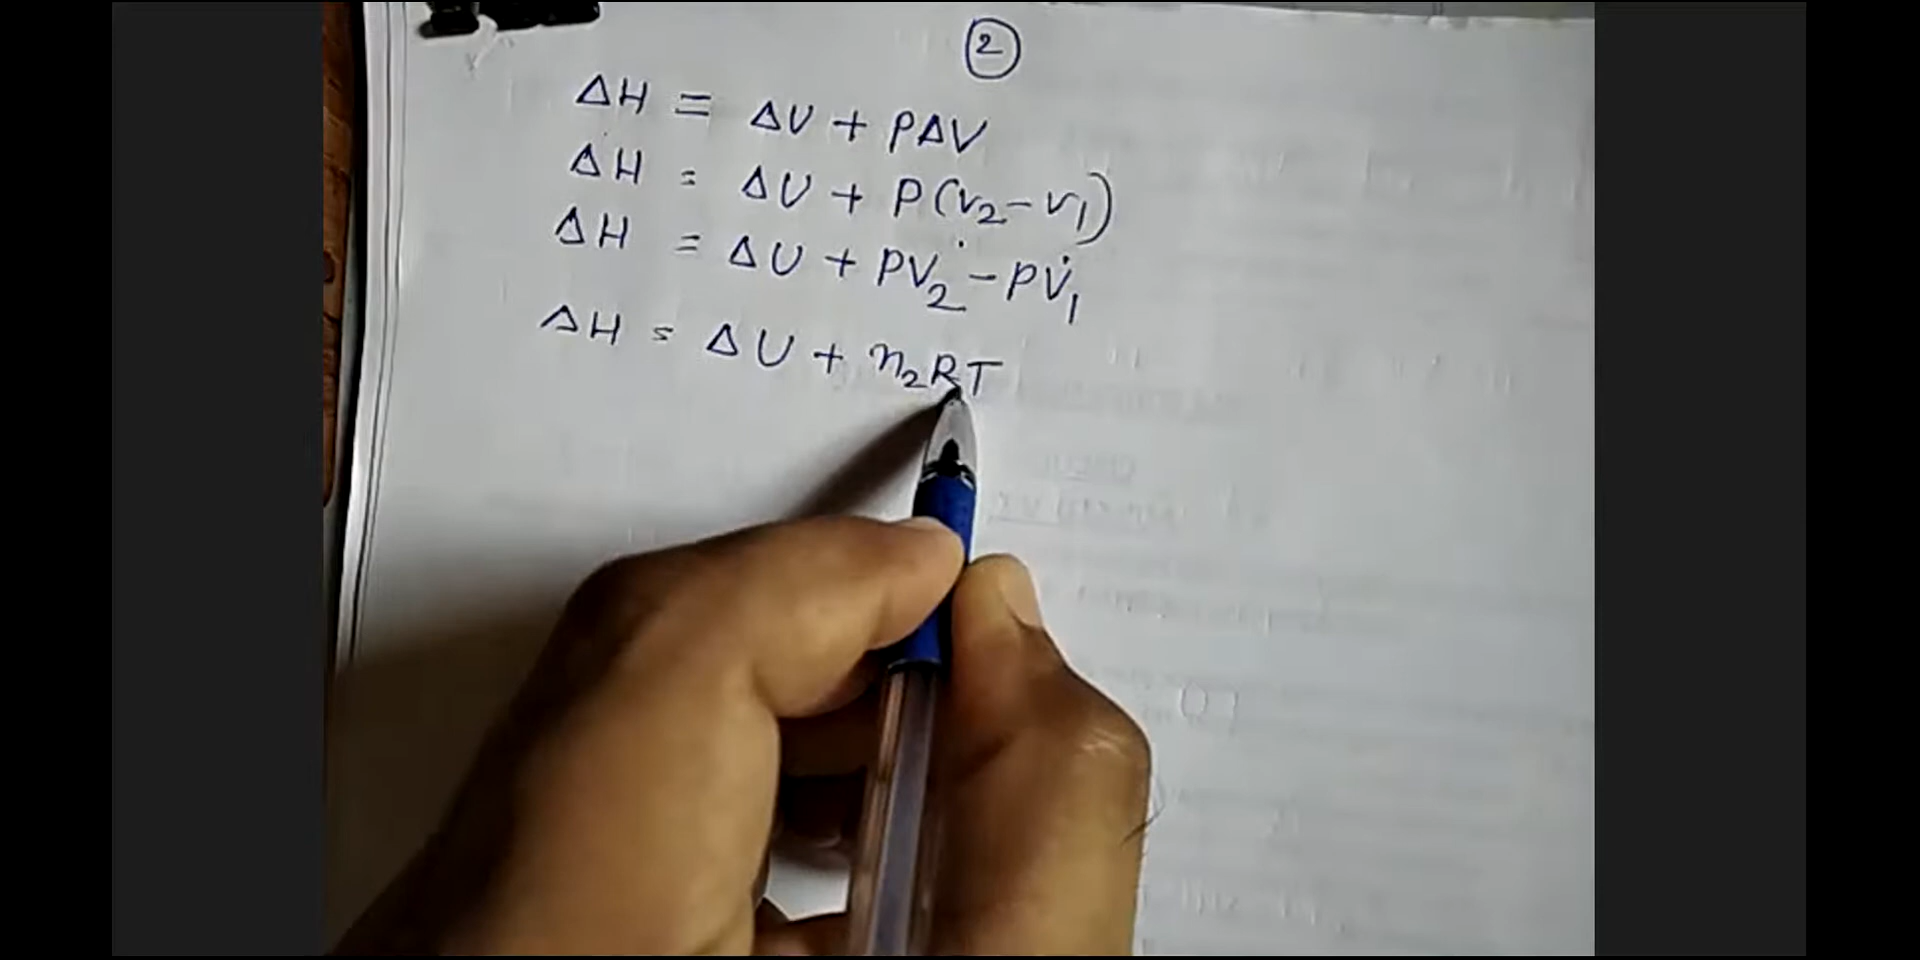 2
ΔH = ΔU + PΔV
ΔH = ΔU + P(V₂-V₁)
ΔH = ΔU + PV₂ - PV₁
ΔH = ΔU + n₂RT